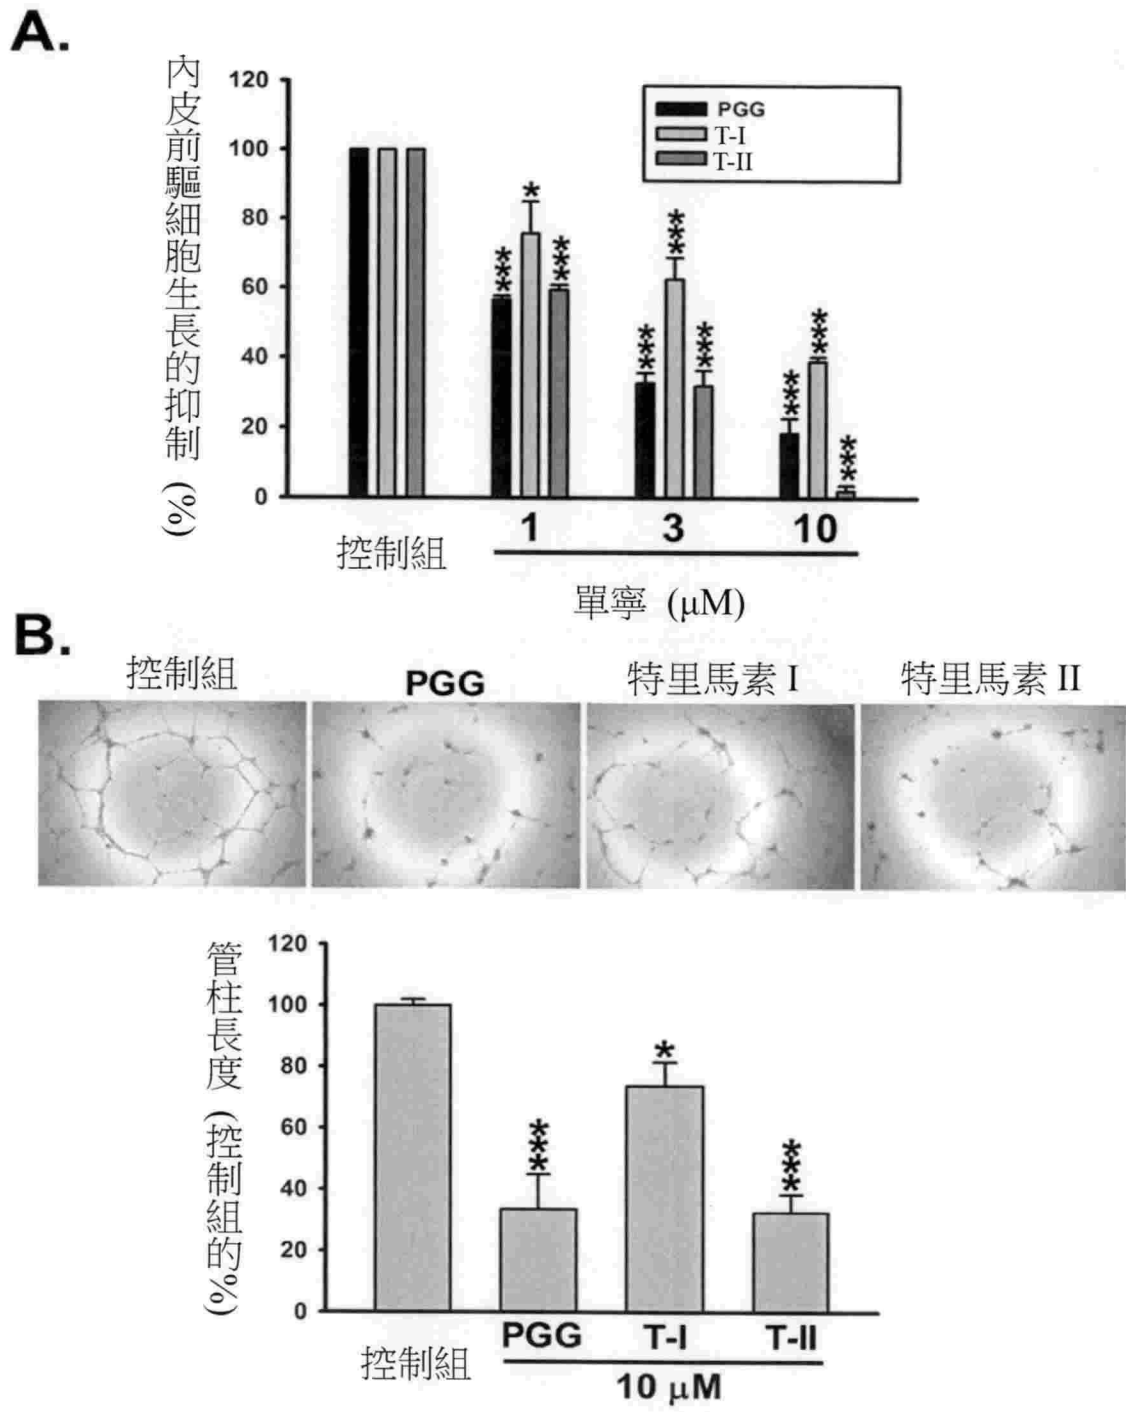 A.
內皮前驅細胞生長的抑制 (%)
120
100
80
60
40
20
0
PGG
T-I
T-II
***
*
***
***
***
***
***
***
***
控制組
1
3
10
單寧 (μM)
B.
控制組
PGG
特里馬素 I
特里馬素 II
管柱長度 (控制組的%)
120
100
80
60
40
20
0
***
*
***
控制組
PGG
T-I
T-II
10 μM